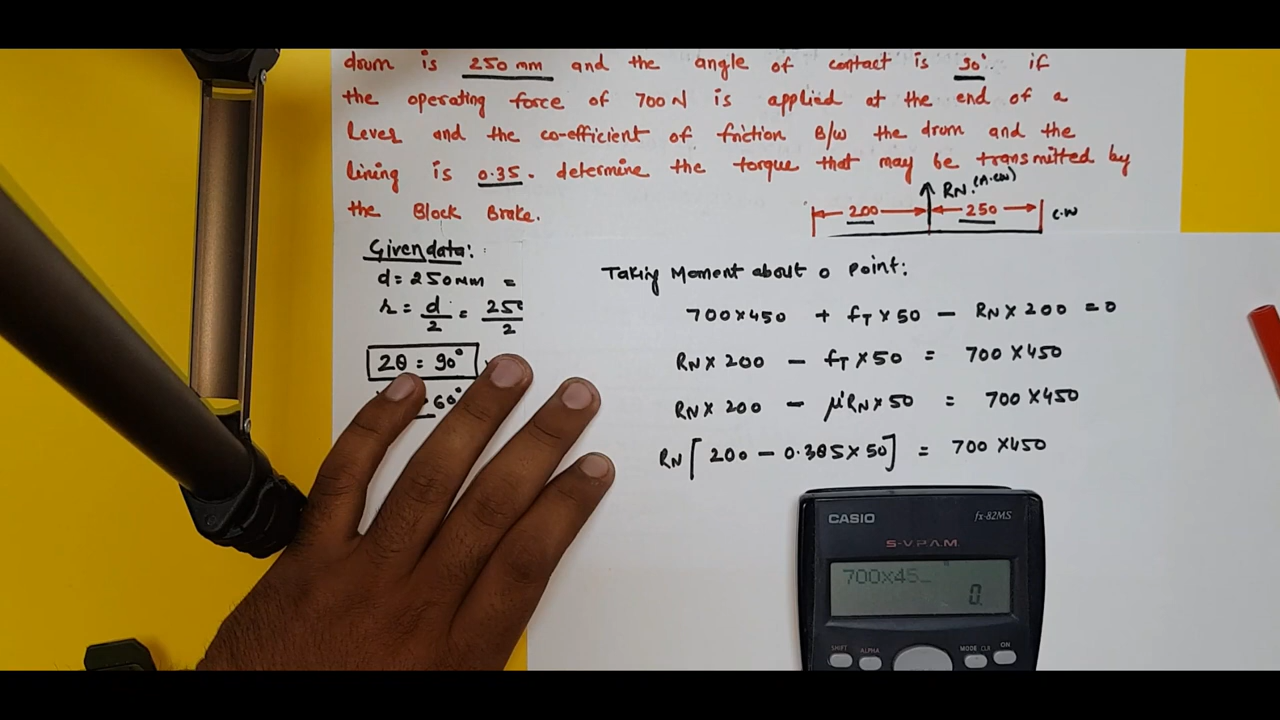 drum is 250 mm and the angle of contact is 90° if
the operating force of 700 N is applied at the end of a
lever and the co-efficient of friction B/w the drum and the
lining is 0.35. determine the torque that may be transmitted by
the Block Brake.
RN (A.CW)
200 250 C.W
Given data:
d = 250mm =
r = d/2 = 250/2
2θ = 90°
60°
Taking Moment about o point:
700 x 450 + fT x 50 - RN x 200 = 0
RN x 200 - fT x 50 = 700 x 450
RN x 200 - μ'RN x 50 = 700 x 450
RN [200 - 0.385 x 50] = 700 x 450
CASIO fx-82MS
S-V.P.A.M.
700x45_
0.
SHIFT ALPHA MODE CLR ON